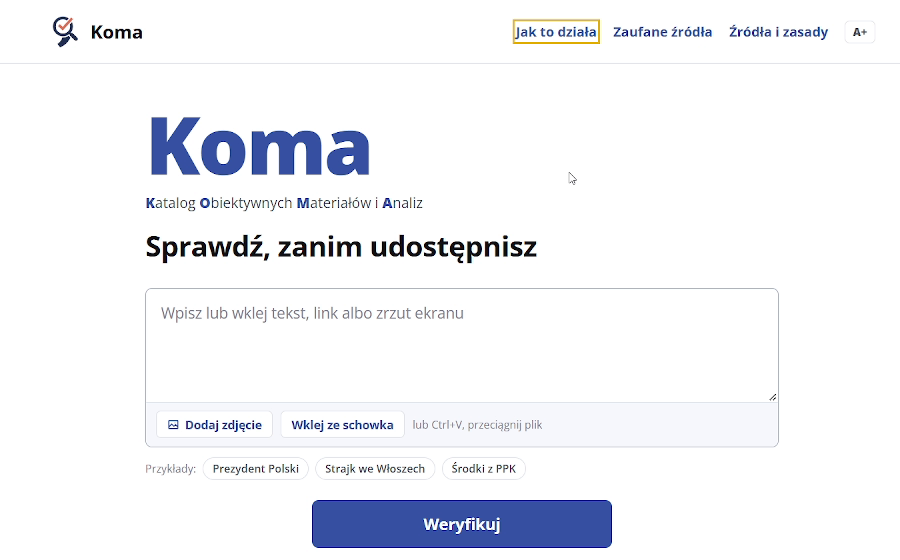 Koma
Jak to działa
Zaufane źródła
Źródła i zasady
A+
Koma
Katalog Obiektywnych Materiałów i Analiz
Sprawdź, zanim udostępnisz
Wpisz lub wklej tekst, link albo zrzut ekranu
Dodaj zdjęcie
Wklej ze schowka
lub Ctrl+V, przeciągnij plik
Przykłady:
Prezydent Polski
Strajk we Włoszech
Środki z PPK
Weryfikuj